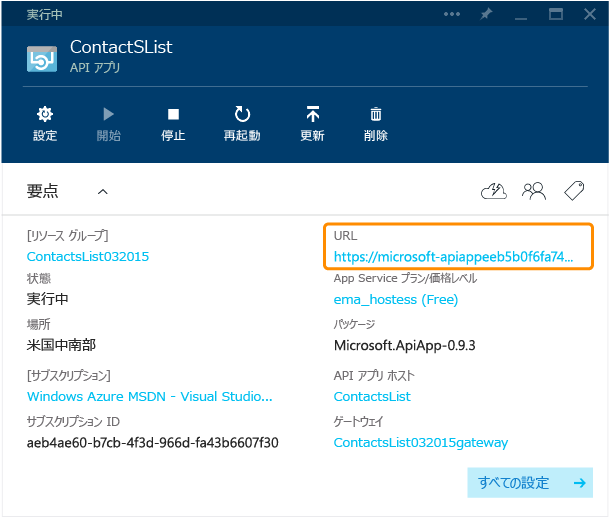 実行中
ContactSList
API アプリ
設定
開始
停止
再起動
更新
削除
要点
[リソース グループ]
ContactsList032015
状態
実行中
場所
米国中南部
[サブスクリプション]
Windows Azure MSDN - Visual Studio...
サブスクリプション ID
aeb4ae60-b7cb-4f3d-966d-fa43b6607f30
URL
https://microsoft-apiappeeb5b0f6fa74...
App Service プラン/価格レベル
ema_hostess (Free)
パッケージ
Microsoft.ApiApp-0.9.3
API アプリ ホスト
ContactsList
ゲートウェイ
ContactsList032015gateway
すべての設定